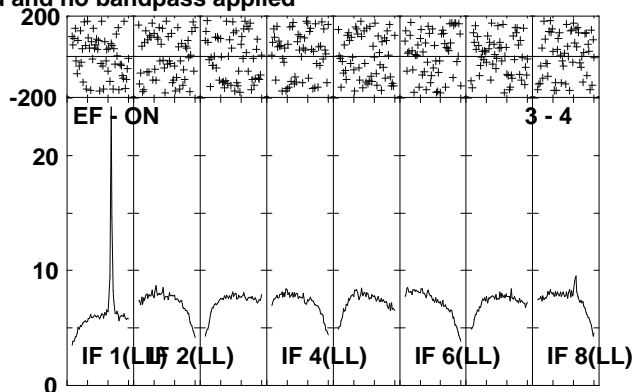 and no bandpass applied
200
-200
EF - ON 3 - 4
20
10
IF 1(LL) IF 2(LL) IF 4(LL) IF 6(LL) IF 8(LL)
0